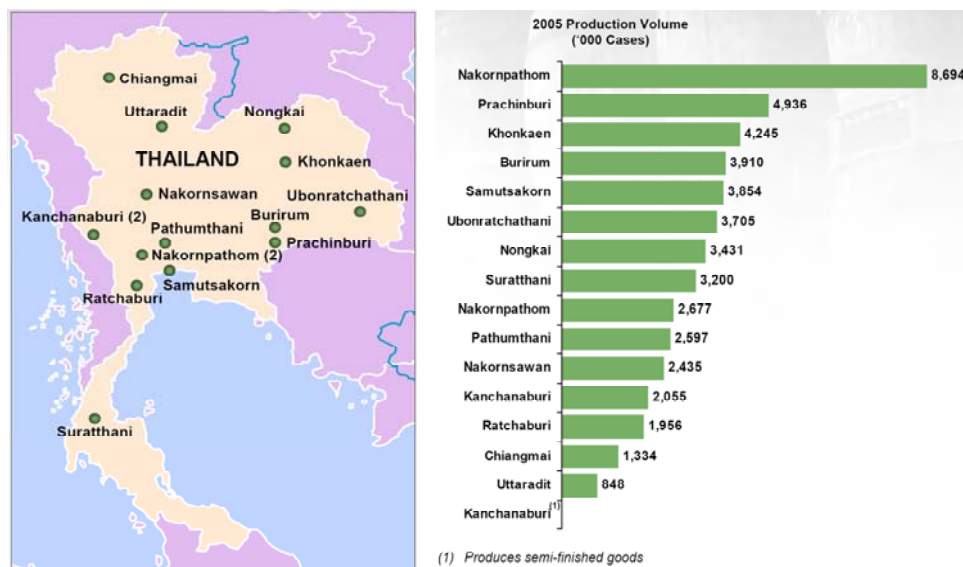 Chiangmai
Uttaradit
Nongkai
THAILAND
Khonkaen
Nakornsawan
Ubonratchathani
Kanchanaburi (2)
Burirum
Pathumthani
Prachinburi
Nakornpathom (2)
Samutsakorn
Ratchaburi
Suratthani
2005 Production Volume
('000 Cases)
Nakornpathom 8,694
Prachinburi 4,936
Khonkaen 4,245
Burirum 3,910
Samutsakorn 3,854
Ubonratchathani 3,705
Nongkai 3,431
Suratthani 3,200
Nakornpathom 2,677
Pathumthani 2,597
Nakornsawan 2,435
Kanchanaburi 2,055
Ratchaburi 1,956
Chiangmai 1,334
Uttaradit 848
Kanchanaburi(1)
(1) Produces semi-finished goods